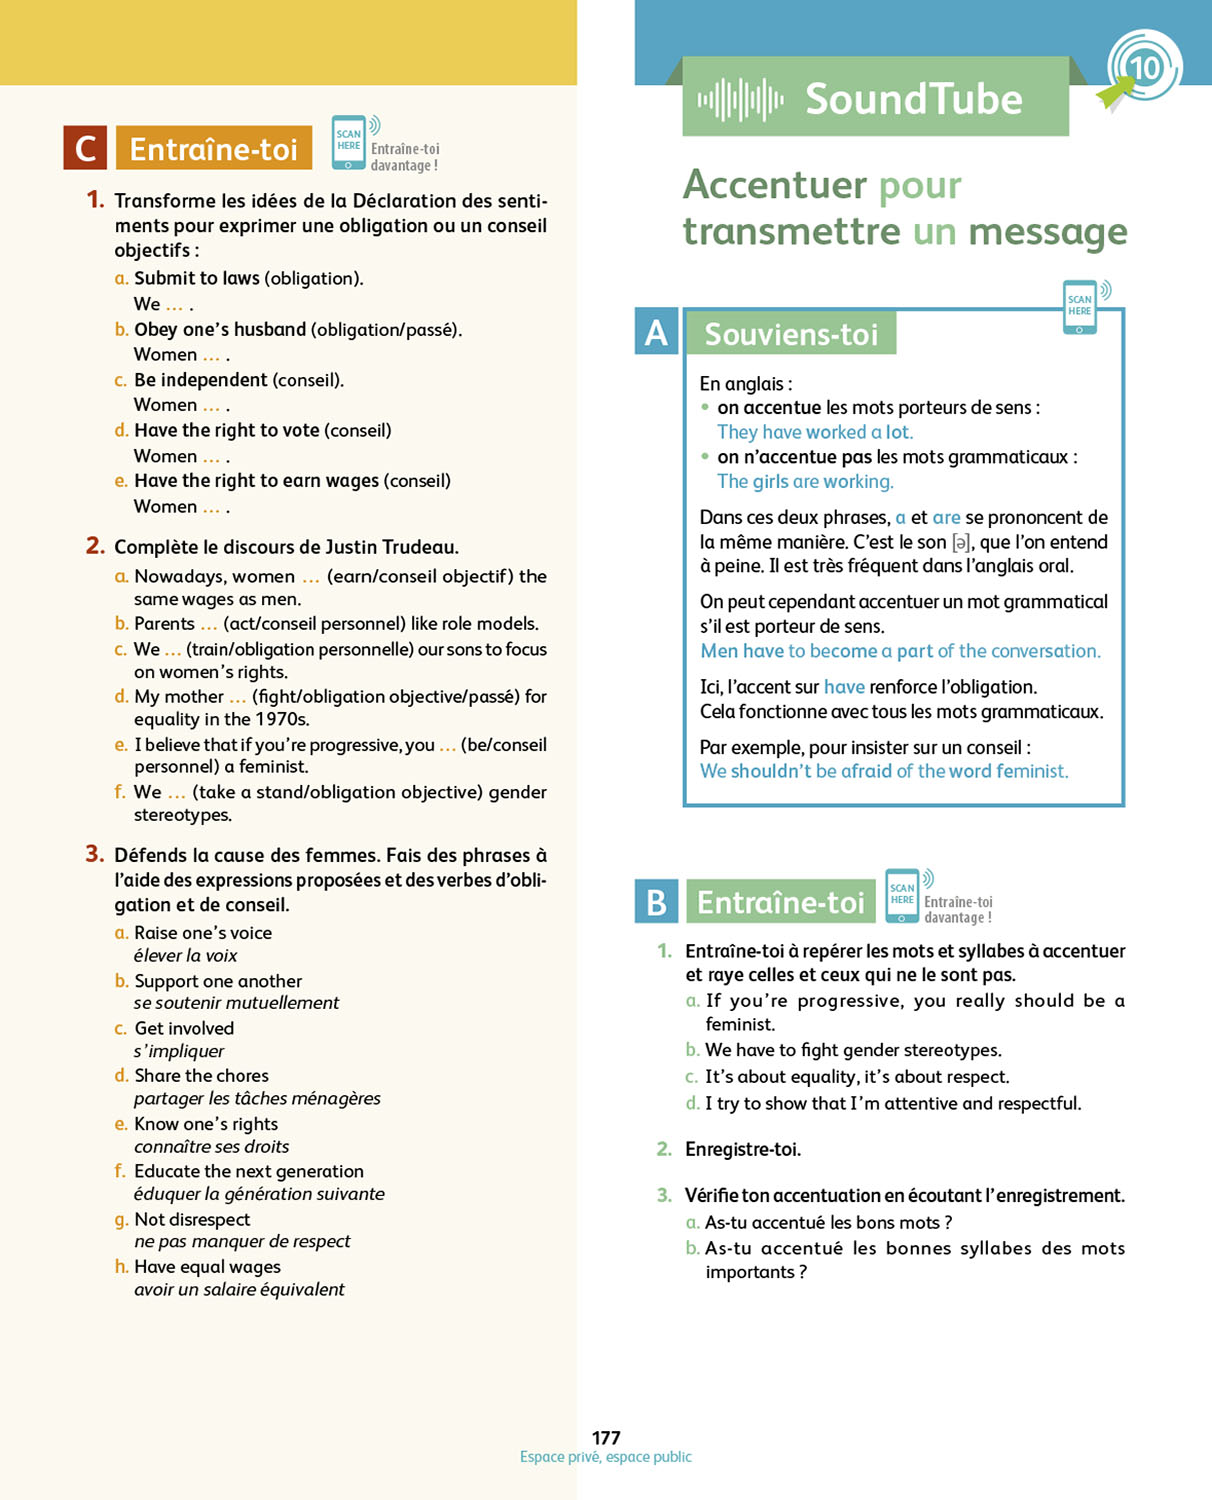 C Entraîne-toi
SCAN
HERE
Entraîne-toi
davantage !
1. Transforme les idées de la Déclaration des senti-
ments pour exprimer une obligation ou un conseil
objectifs :
a. Submit to laws (obligation).
We … .
b. Obey one’s husband (obligation/passé).
Women … .
c. Be independent (conseil).
Women … .
d. Have the right to vote (conseil)
Women … .
e. Have the right to earn wages (conseil)
Women … .
2. Complète le discours de Justin Trudeau.
a. Nowadays, women … (earn/conseil objectif) the
same wages as men.
b. Parents … (act/conseil personnel) like role models.
c. We … (train/obligation personnelle) our sons to focus
on women’s rights.
d. My mother … (fight/obligation objective/passé) for
equality in the 1970s.
e. I believe that if you’re progressive, you … (be/conseil
personnel) a feminist.
f. We … (take a stand/obligation objective) gender
stereotypes.
3. Défends la cause des femmes. Fais des phrases à
l’aide des expressions proposées et des verbes d’obli-
gation et de conseil.
a. Raise one’s voice
élever la voix
b. Support one another
se soutenir mutuellement
c. Get involved
s’impliquer
d. Share the chores
partager les tâches ménagères
e. Know one’s rights
connaître ses droits
f. Educate the next generation
éduquer la génération suivante
g. Not disrespect
ne pas manquer de respect
h. Have equal wages
avoir un salaire équivalent
SoundTube
10
Accentuer pour
transmettre un message
SCAN
HERE
A Souviens-toi
En anglais :
• on accentue les mots porteurs de sens :
They have worked a lot.
• on n’accentue pas les mots grammaticaux :
The girls are working.
Dans ces deux phrases, a et are se prononcent de
la même manière. C’est le son [ə], que l’on entend
à peine. Il est très fréquent dans l’anglais oral.
On peut cependant accentuer un mot grammatical
s’il est porteur de sens.
Men have to become a part of the conversation.
Ici, l’accent sur have renforce l’obligation.
Cela fonctionne avec tous les mots grammaticaux.
Par exemple, pour insister sur un conseil :
We shouldn’t be afraid of the word feminist.
B Entraîne-toi
SCAN
HERE
Entraîne-toi
davantage !
1. Entraîne-toi à repérer les mots et syllabes à accentuer
et raye celles et ceux qui ne le sont pas.
a. If you’re progressive, you really should be a
feminist.
b. We have to fight gender stereotypes.
c. It’s about equality, it’s about respect.
d. I try to show that I’m attentive and respectful.
2. Enregistre-toi.
3. Vérifie ton accentuation en écoutant l’enregistrement.
a. As-tu accentué les bons mots ?
b. As-tu accentué les bonnes syllabes des mots
importants ?
177
Espace privé, espace public